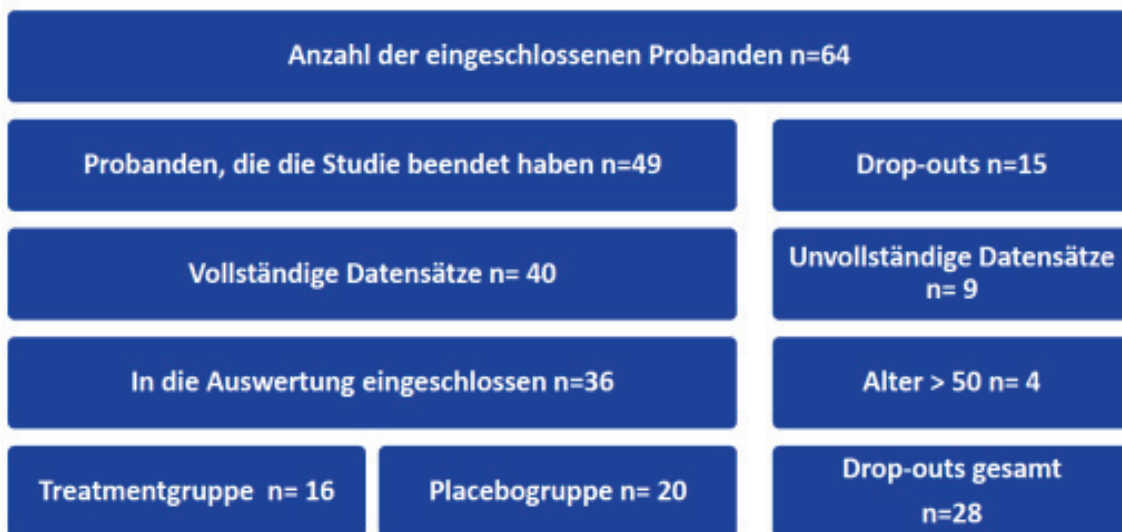 Anzahl der eingeschlossenen Probanden n=64
Probanden, die die Studie beendet haben n=49
Drop-outs n=15
Vollständige Datensätze n= 40
Unvollständige Datensätze
n= 9
In die Auswertung eingeschlossen n=36
Alter > 50 n= 4
Treatmentgruppe n= 16
Placebogruppe n= 20
Drop-outs gesamt
n=28